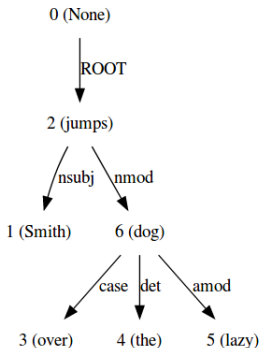 0 (None)
ROOT
2 (jumps)
nsubj nmod
1 (Smith) 6 (dog)
case det amod
3 (over) 4 (the) 5 (lazy)